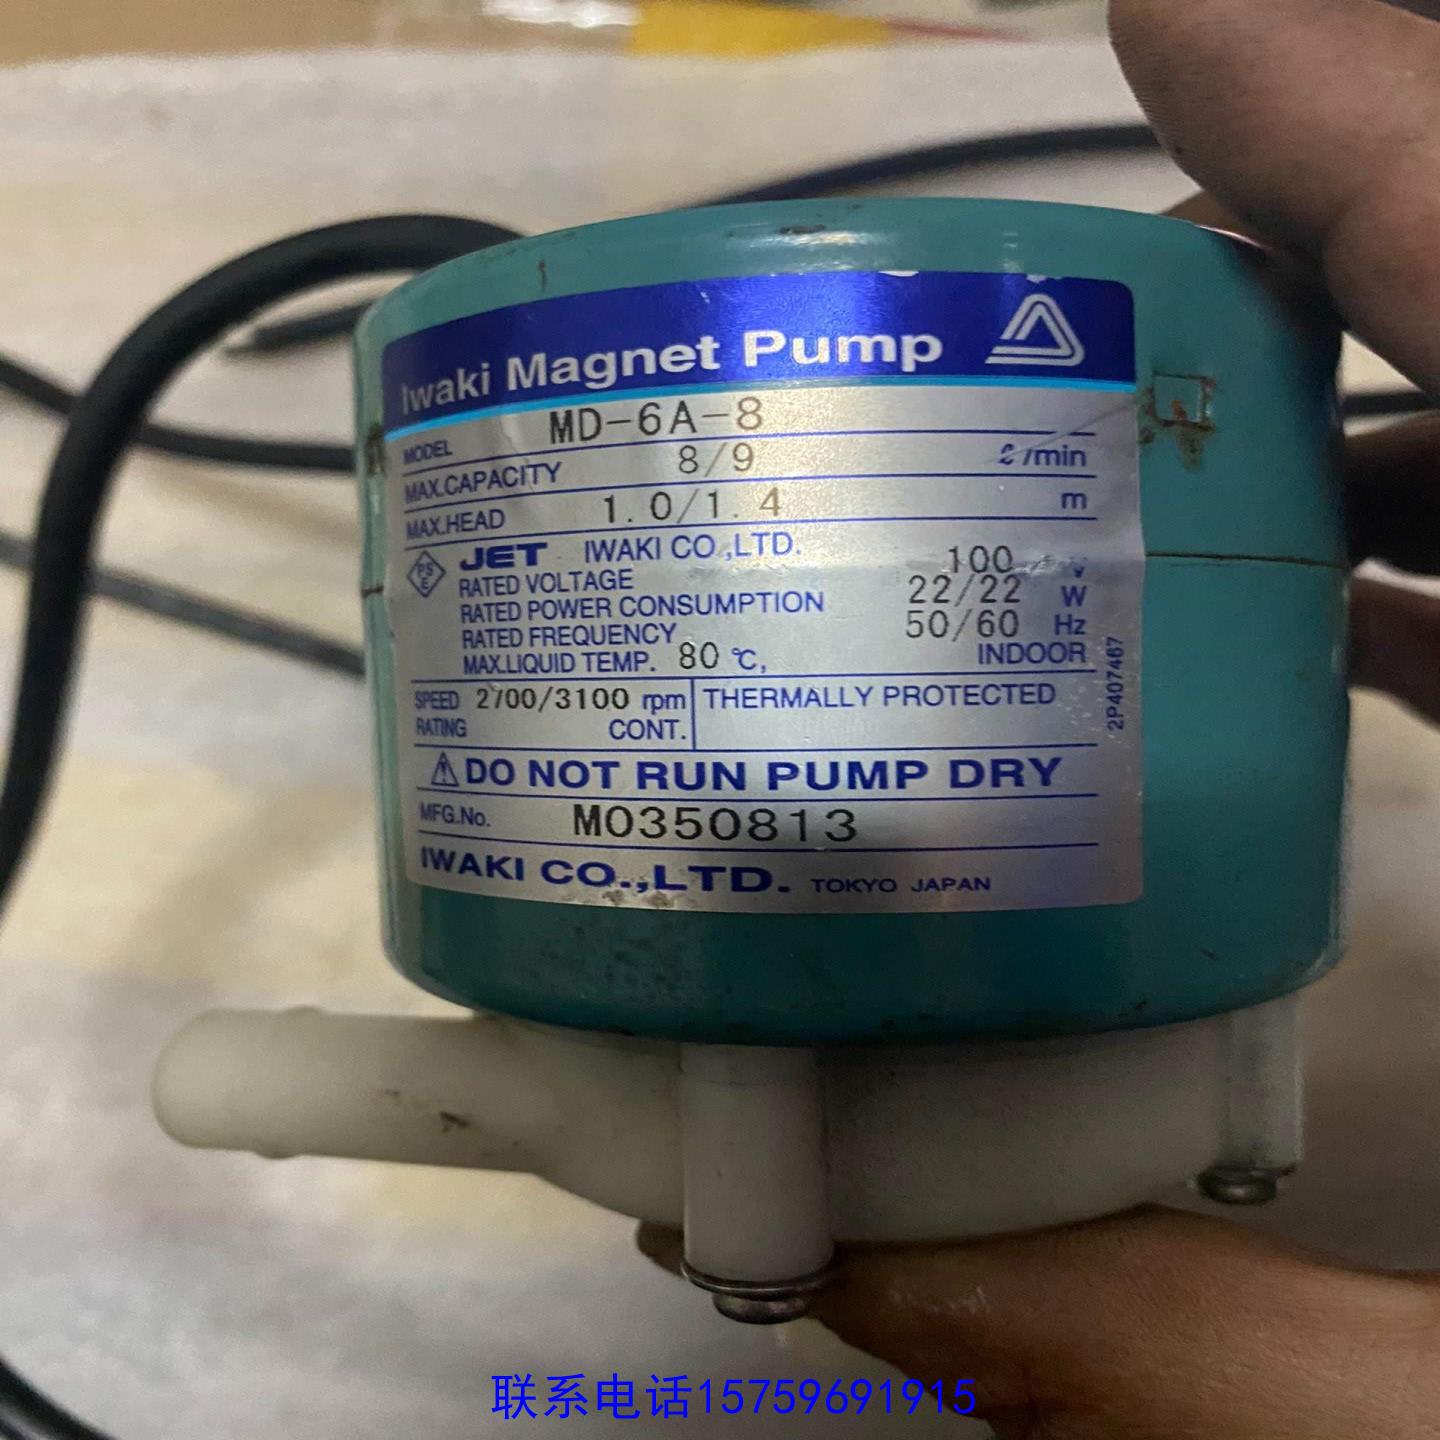 Iwaki Magnet Pump
MODEL MD-6A-8
MAX.CAPACITY 8/9 ℓ/min
MAX.HEAD 1.0/1.4 m
PS E JET IWAKI CO.,LTD.
RATED VOLTAGE 100 V
RATED POWER CONSUMPTION 22/22 W
RATED FREQUENCY 50/60 Hz
MAX.LIQUID TEMP. 80 ℃, INDOOR
SPEED 2700/3100 rpm THERMALLY PROTECTED
RATING CONT.
2P407467
⚠DO NOT RUN PUMP DRY
MFG.No. M0350813
IWAKI CO.,LTD. TOKYO JAPAN
联系电话15759691915